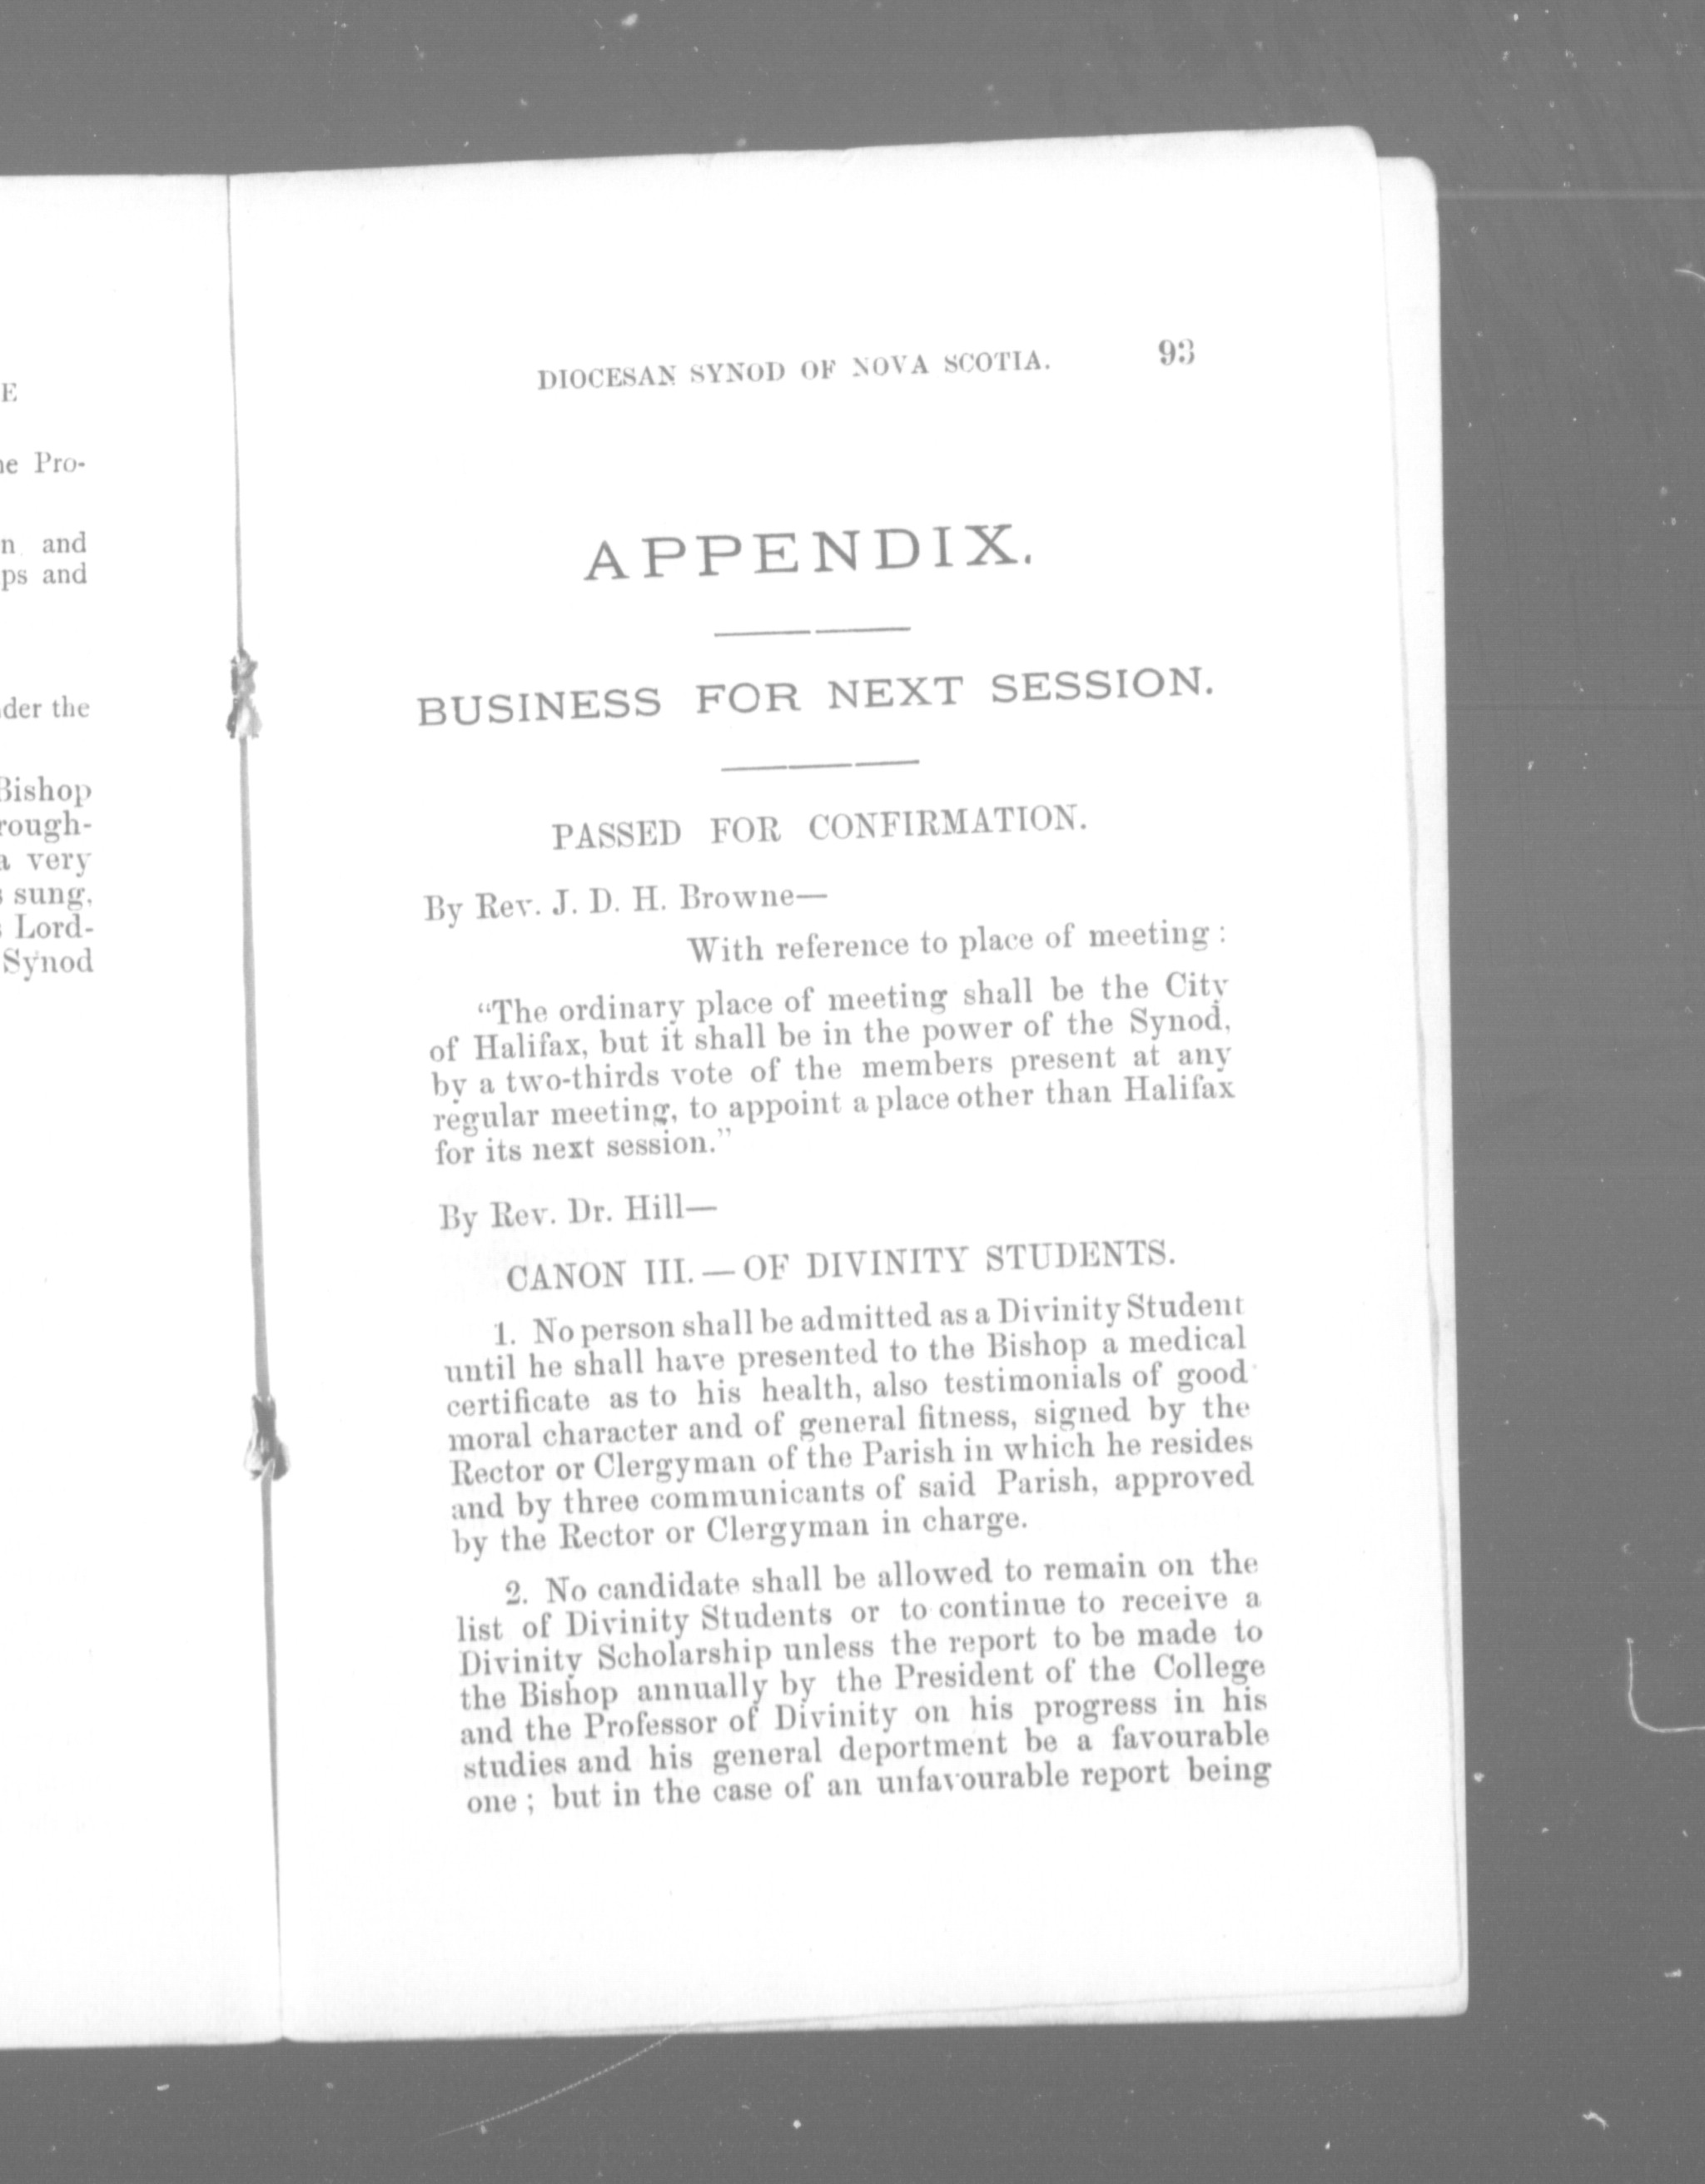 E
Pro-
and
and
the
Bishop
very
sung,
Lord-
Synod
DIOCESAN SYNOD OF NOVA SCOTIA. 93
APPENDIX.
BUSINESS FOR NEXT SESSION.
PASSED FOR CONFIRMATION.
By Rev. J. D. H. Browne—
With reference to place of meeting :
“The ordinary place of meeting shall be the City
of Halifax, but it shall be in the power of the Synod,
by a two-thirds vote of the members present at any
regular meeting, to appoint a place other than Halifax
for its next session.”
By Rev. Dr. Hill—
CANON III. — OF DIVINITY STUDENTS.
1. No person shall be admitted as a Divinity Student
until he shall have presented to the Bishop a medical
certificate as to his health, also testimonials of good
moral character and of general fitness, signed by the
Rector or Clergyman of the Parish in which he resides
and by three communicants of said Parish, approved
by the Rector or Clergyman in charge.
2. No candidate shall be allowed to remain on the
list of Divinity Students or to continue to receive a
Divinity Scholarship unless the report to be made to
the Bishop annually by the President of the College
and the Professor of Divinity on his progress in his
studies and his general deportment be a favourable
one ; but in the case of an unfavourable report being